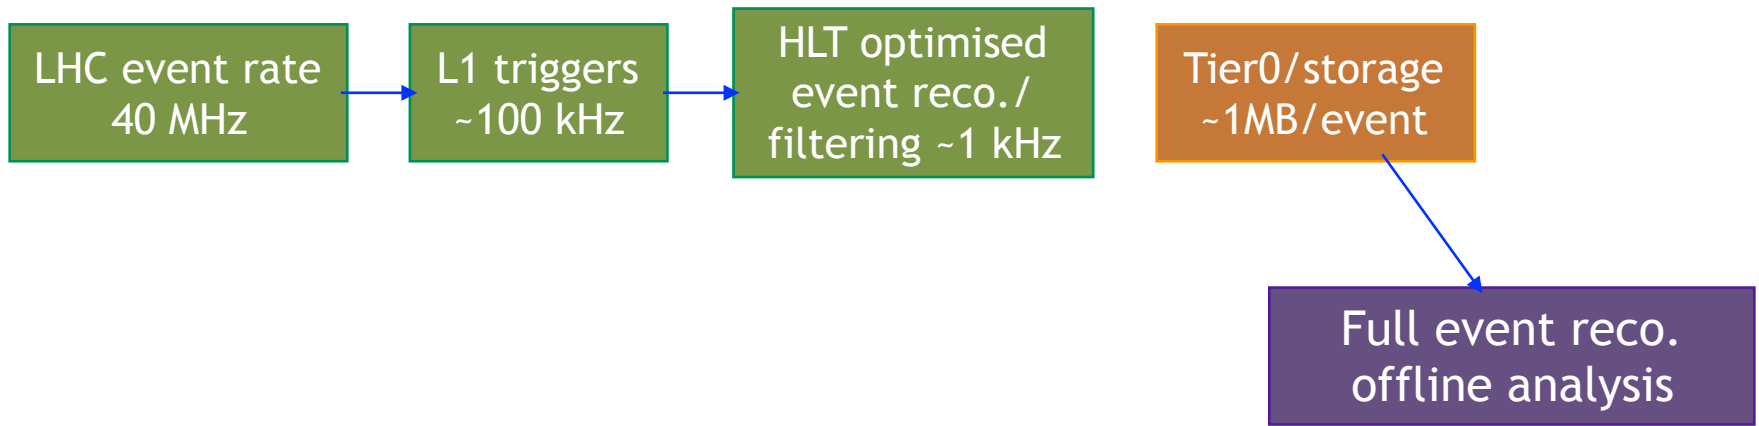 LHC event rate
40 MHz
L1 triggers
~100 kHz
HLT optimised
event reco./
filtering ~1 kHz
Tier0/storage
~1MB/event
Full event reco.
offline analysis